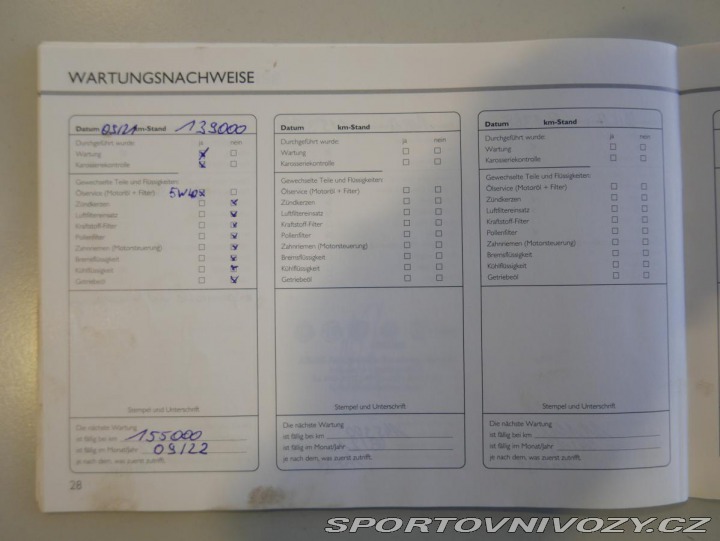 WARTUNGSNACHWEISE
Datum 09/21 km-Stand 139000
Durchgeführt wurde: ja nein
Wartung
Karosseriekontrolle
Gewechselte Teile und Flüssigkeiten:
Ölservice (Motoröl + Filter) 5W40
Zündkerzen
Luftfiltereinsatz
Kraftstoff-Filter
Pollenfilter
Zahnriemen (Motorsteuerung)
Bremsflüssigkeit
Kühlflüssigkeit
Getriebeöl
Stempel und Unterschrift
Die nächste Wartung
ist fällig bei km 155000
ist fällig im Monat/Jahr 09/22
je nach dem, was zuerst zutrifft.
Datum km-Stand
Durchgeführt wurde: ja nein
Wartung
Karosseriekontrolle
Gewechselte Teile und Flüssigkeiten:
Ölservice (Motoröl + Filter)
Zündkerzen
Luftfiltereinsatz
Kraftstoff-Filter
Pollenfilter
Zahnriemen (Motorsteuerung)
Bremsflüssigkeit
Kühlflüssigkeit
Getriebeöl
Stempel und Unterschrift
Die nächste Wartung
ist fällig bei km
ist fällig im Monat/Jahr
je nach dem, was zuerst zutrifft.
Datum km-Stand
Durchgeführt wurde: ja nein
Wartung
Karosseriekontrolle
Gewechselte Teile und Flüssigkeiten:
Ölservice (Motoröl + Filter)
Zündkerzen
Luftfiltereinsatz
Kraftstoff-Filter
Pollenfilter
Zahnriemen (Motorsteuerung)
Bremsflüssigkeit
Kühlflüssigkeit
Getriebeöl
Stempel und Unterschrift
Die nächste Wartung
ist fällig bei km
ist fällig im Monat/Jahr
je nach dem, was zuerst zutrifft.
28
SPORTOVNIVOZY.CZ